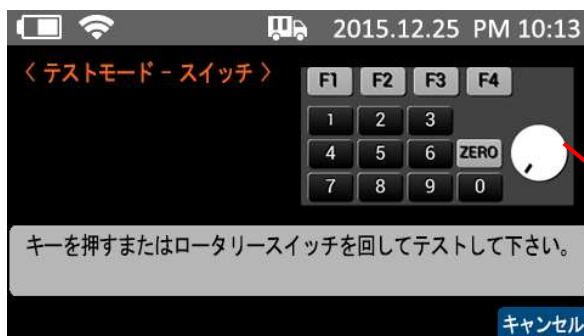 2015.12.25 PM 10:13
〈 テストモード - スイッチ 〉
F1 F2 F3 F4
1 2 3
4 5 6 ZERO
7 8 9 0
キーを押すまたはロータリースイッチを回してテストして下さい。
キャンセル